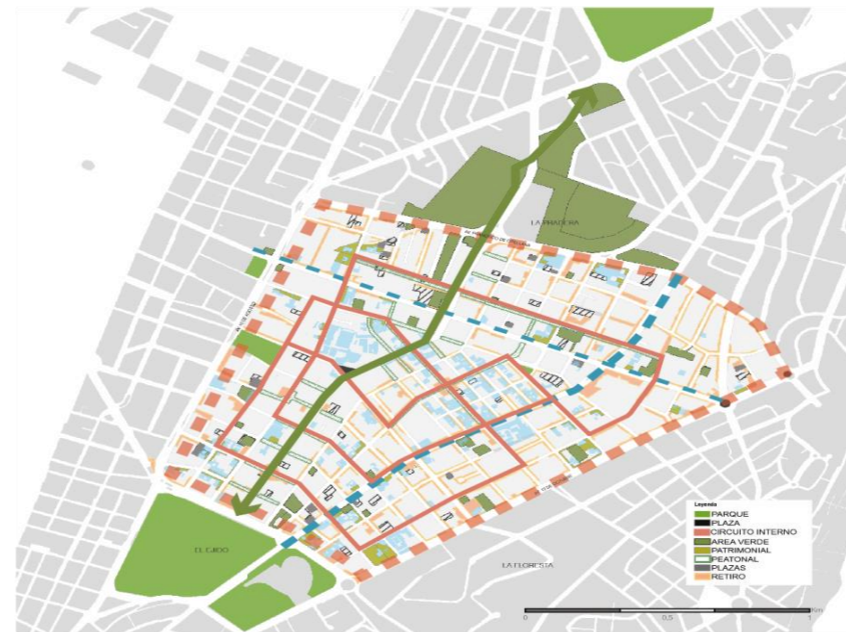 LA PRADERA
EL EJIDO
LA FLORESTA
Leyenda
PARQUE
PLAZA
CIRCUITO INTERNO
AREA VERDE
PATRIMONIAL
PEATONAL
PLAZAS
RETIRO
0
0.5
1
Km